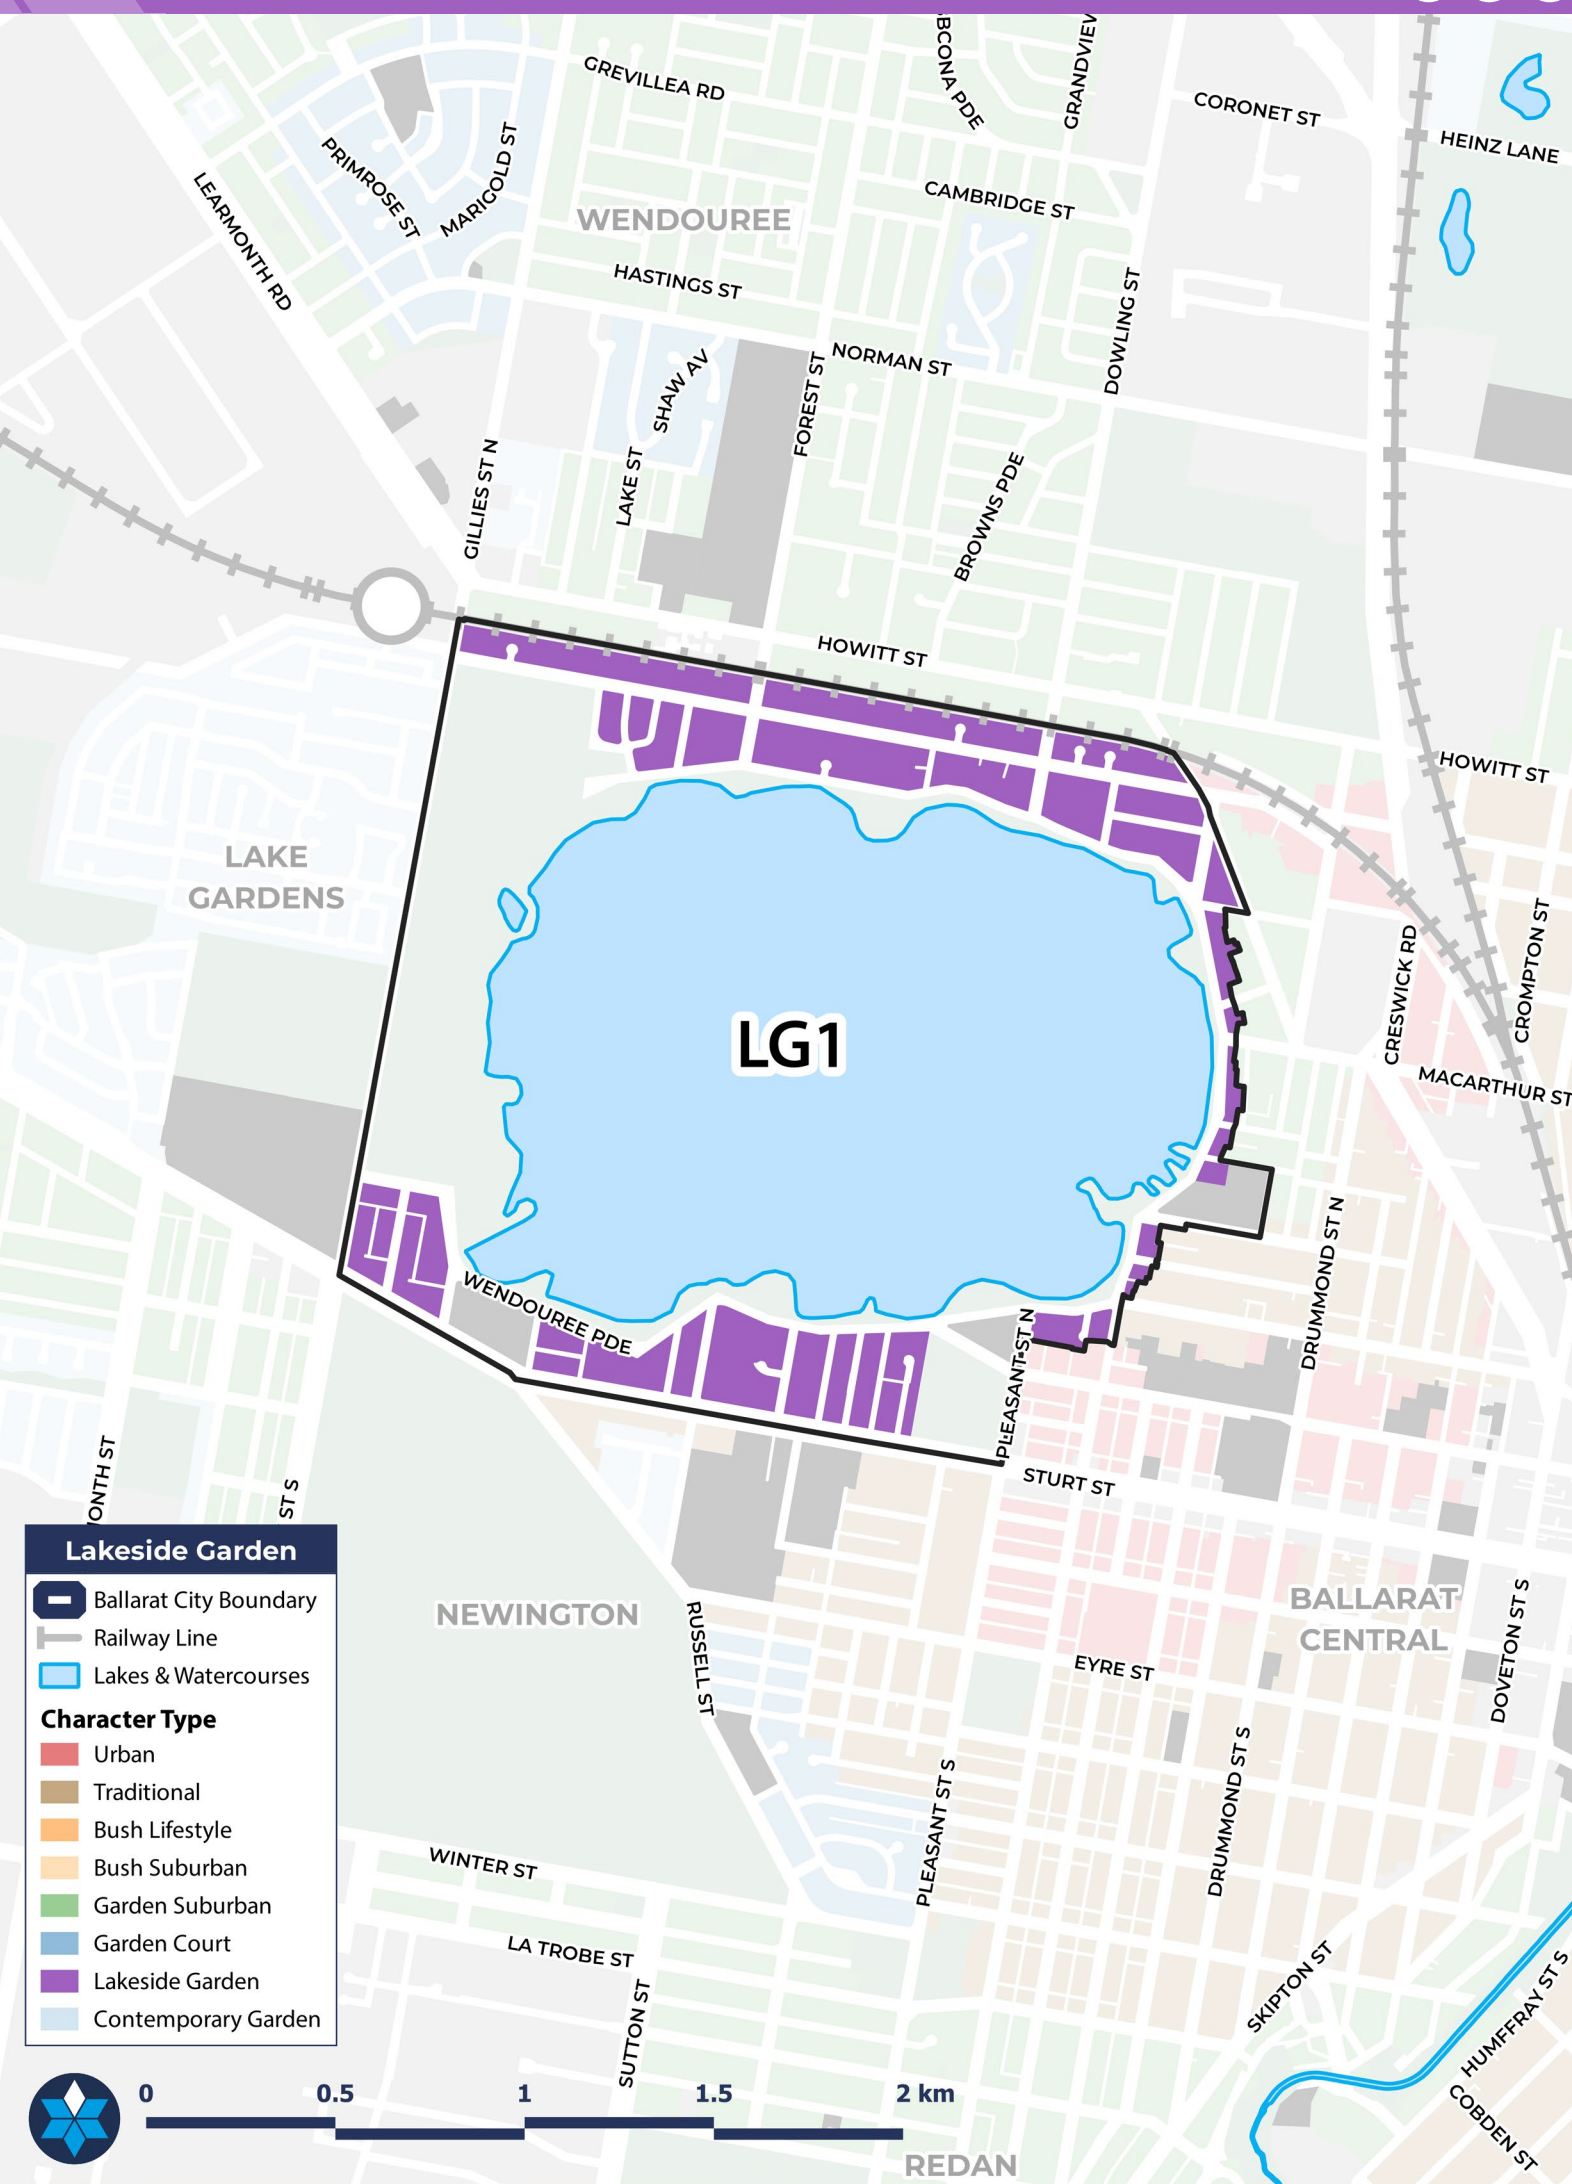 BCONA PDE
GRANDVIEW
GREVILLEA RD
CORONET ST
HEINZ LANE
PRIMROSE ST
MARIGOLD ST
LEARMONTH RD
WENDOUREE
CAMBRIDGE ST
HASTINGS ST
DOWLING ST
NORMAN ST
SHAW AV
FOREST ST
GILLIES ST N
LAKE ST
BROWNS PDE
HOWITT ST
HOWITT ST
LAKE
GARDENS
CRESWICK RD
CROMPTON ST
LG1
MACARTHUR ST
DRUMMOND ST N
WENDOUREE PDE
PLEASANT ST N
STURT ST
ONTH ST
ST S
NEWINGTON
RUSSELL ST
BALLARAT
CENTRAL
EYRE ST
DOVETON ST S
DRUMMOND ST S
PLEASANT ST S
WINTER ST
LA TROBE ST
SUTTON ST
SKIPTON ST
HUMFFRAY ST S
COBDEN ST
REDAN
Lakeside Garden
Ballarat City Boundary
Railway Line
Lakes & Watercourses
Character Type
Urban
Traditional
Bush Lifestyle
Bush Suburban
Garden Suburban
Garden Court
Lakeside Garden
Contemporary Garden
0 0.5 1 1.5 2 km